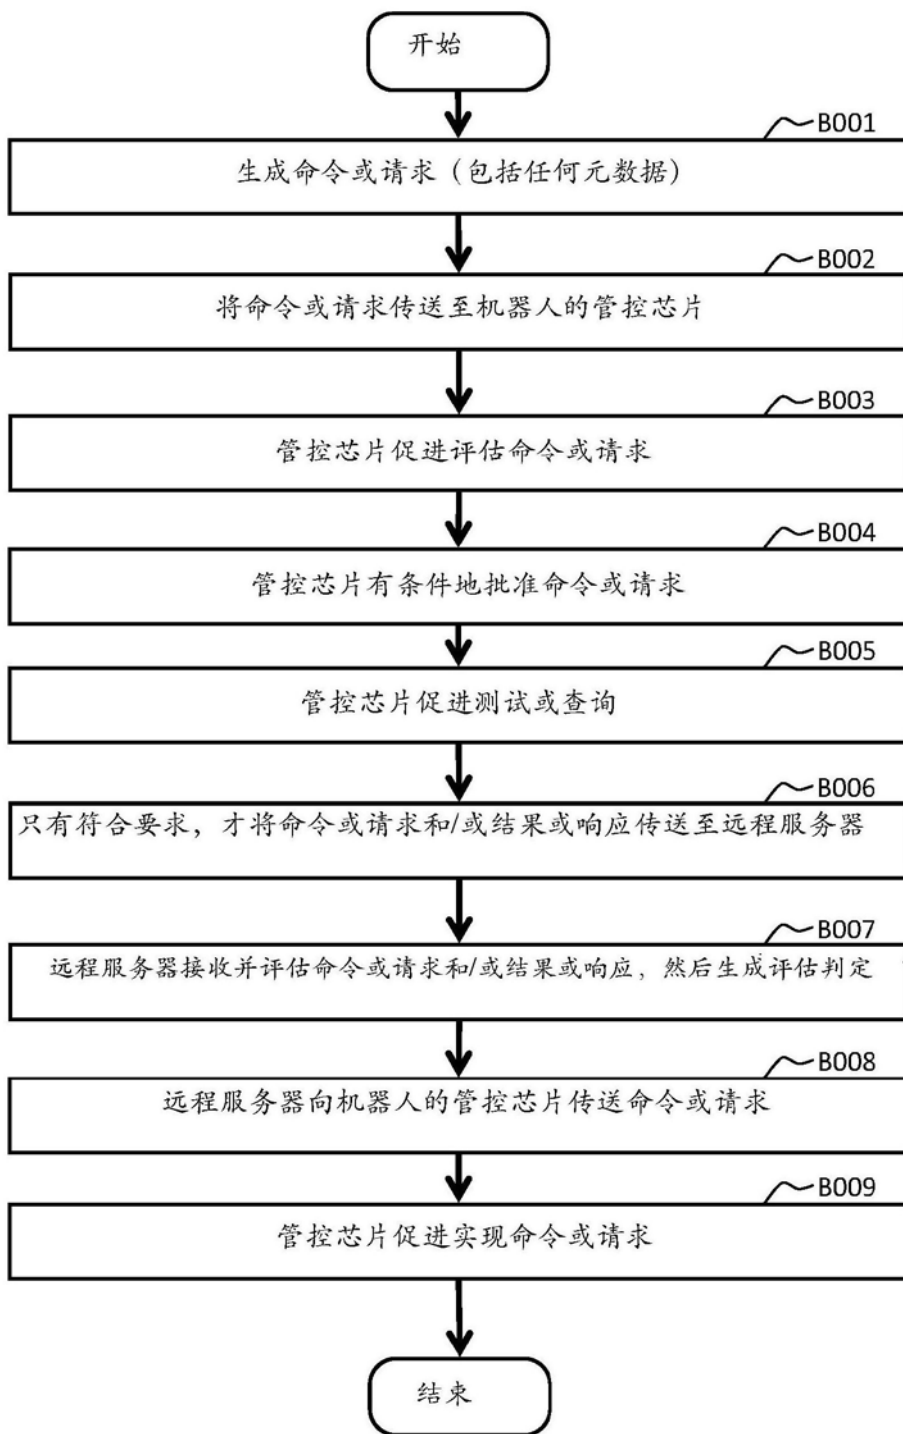 开始
B001
生成命令或请求（包括任何元数据）
B002
将命令或请求传送至机器人的管控芯片
B003
管控芯片促进评估命令或请求
B004
管控芯片有条件地批准命令或请求
B005
管控芯片促进测试或查询
B006
只有符合要求，才将命令或请求和/或结果或响应传送至远程服务器
B007
远程服务器接收并评估命令或请求和/或结果或响应，然后生成评估判定
B008
远程服务器向机器人的管控芯片传送命令或请求
B009
管控芯片促进实现命令或请求
结束